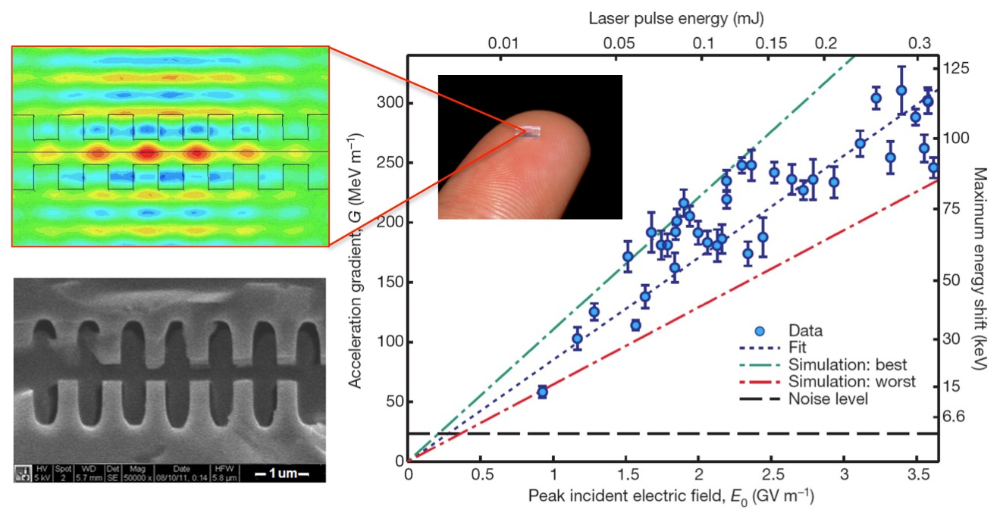 Laser pulse energy (mJ)
0.01 0.05 0.1 0.15 0.2 0.3
Acceleration gradient, G (MeV m⁻¹)
300
250
200
150
100
50
0
125
100
75
50
30
15
6.6
Maximum energy shift (keV)
Data
Fit
Simulation: best
Simulation: worst
Noise level
0 0.5 1 1.5 2 2.5 3 3.5
Peak incident electric field, E₀ (GV m⁻¹)
HV Spot WD Det Mag Date HFW
5 kV 2 5.7 mm SE 50000 x 08/10/11, 0:14 5.8 µm
1 um